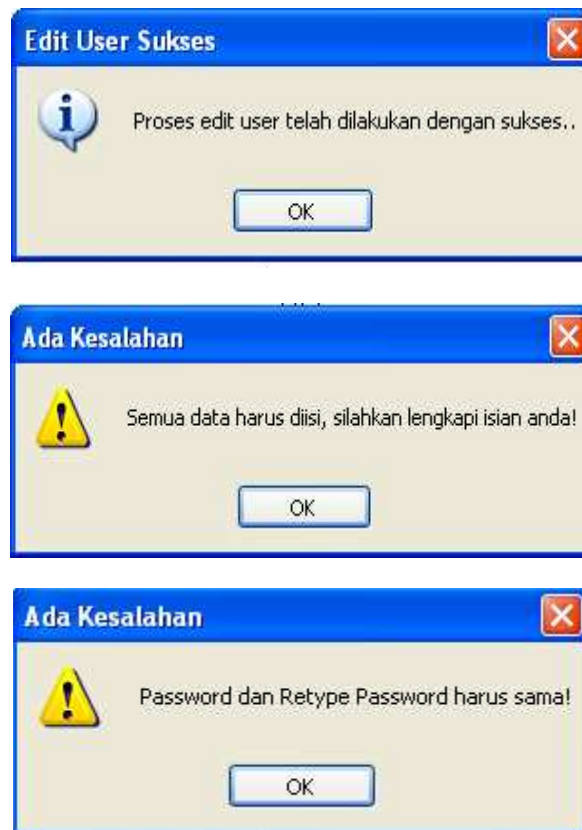 Edit User Sukses
Proses edit user telah dilakukan dengan sukses..
OK
Ada Kesalahan
Semua data harus diisi, silahkan lengkapi isian anda!
OK
Ada Kesalahan
Password dan Retype Password harus sama!
OK